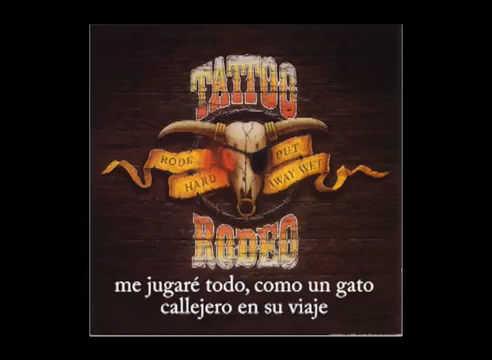 TATTOO
RODE
HARD
PUT
AWAY WET
RODEO
me jugaré todo, como un gato
callejero en su viaje